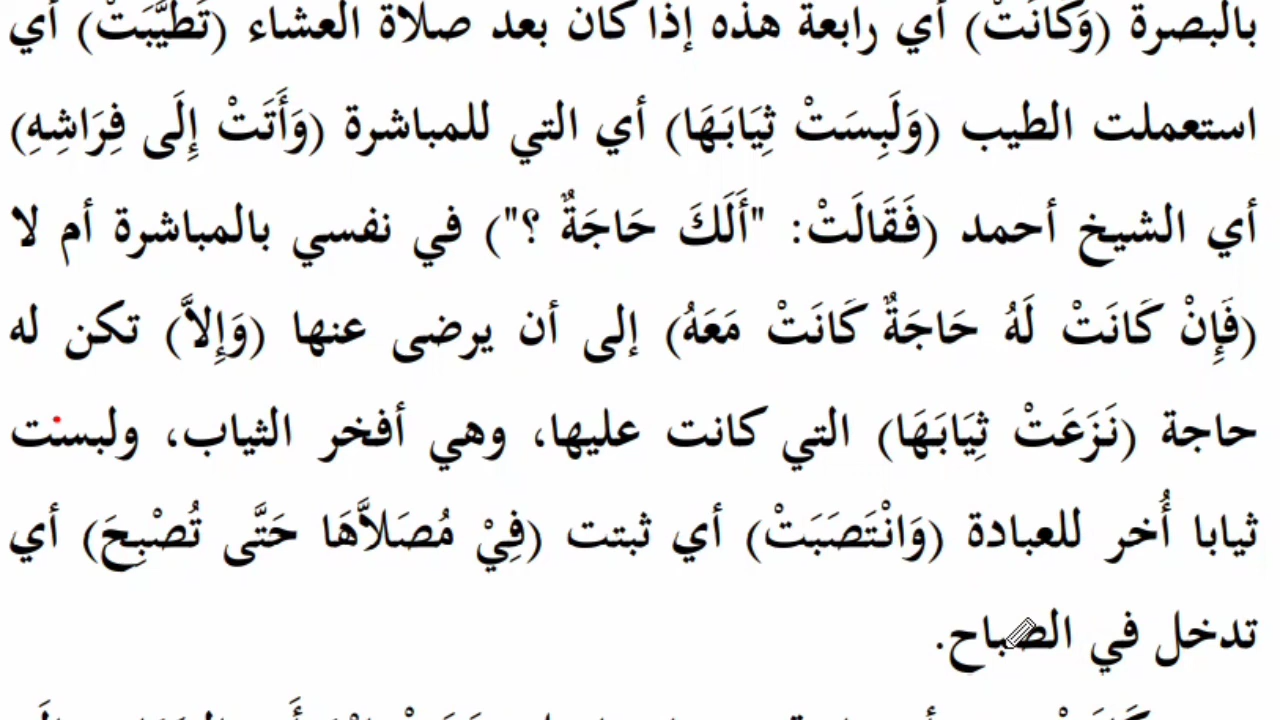 بالبصرة (وَكَانَتْ) أي رابعة هذه إذا كان بعد صلاة العشاء (تَطَيَّبَتْ) أي
استعملت الطيب (وَلَبِسَتْ ثِيَابَهَا) أي التي للمباشرة (وَأَتَتْ إِلَى فِرَاشِهِ)
أي الشيخ أحمد (فَقَالَتْ: "أَلَكَ حَاجَةٌ ؟") في نفسي بالمباشرة أم لا
(فَإِنْ كَانَتْ لَهُ حَاجَةٌ كَانَتْ مَعَهُ) إلى أن يرضى عنها (وَإِلاَّ) تكن له
حاجة (نَزَعَتْ ثِيَابَهَا) التي كانت عليها، وهي أفخر الثياب، ولبست
ثيابا أُخر للعبادة (وَانْتَصَبَتْ) أي ثبتت (فِيْ مُصَلاَّهَا حَتَّى تُصْبِحَ) أي
تدخل في الصباح.